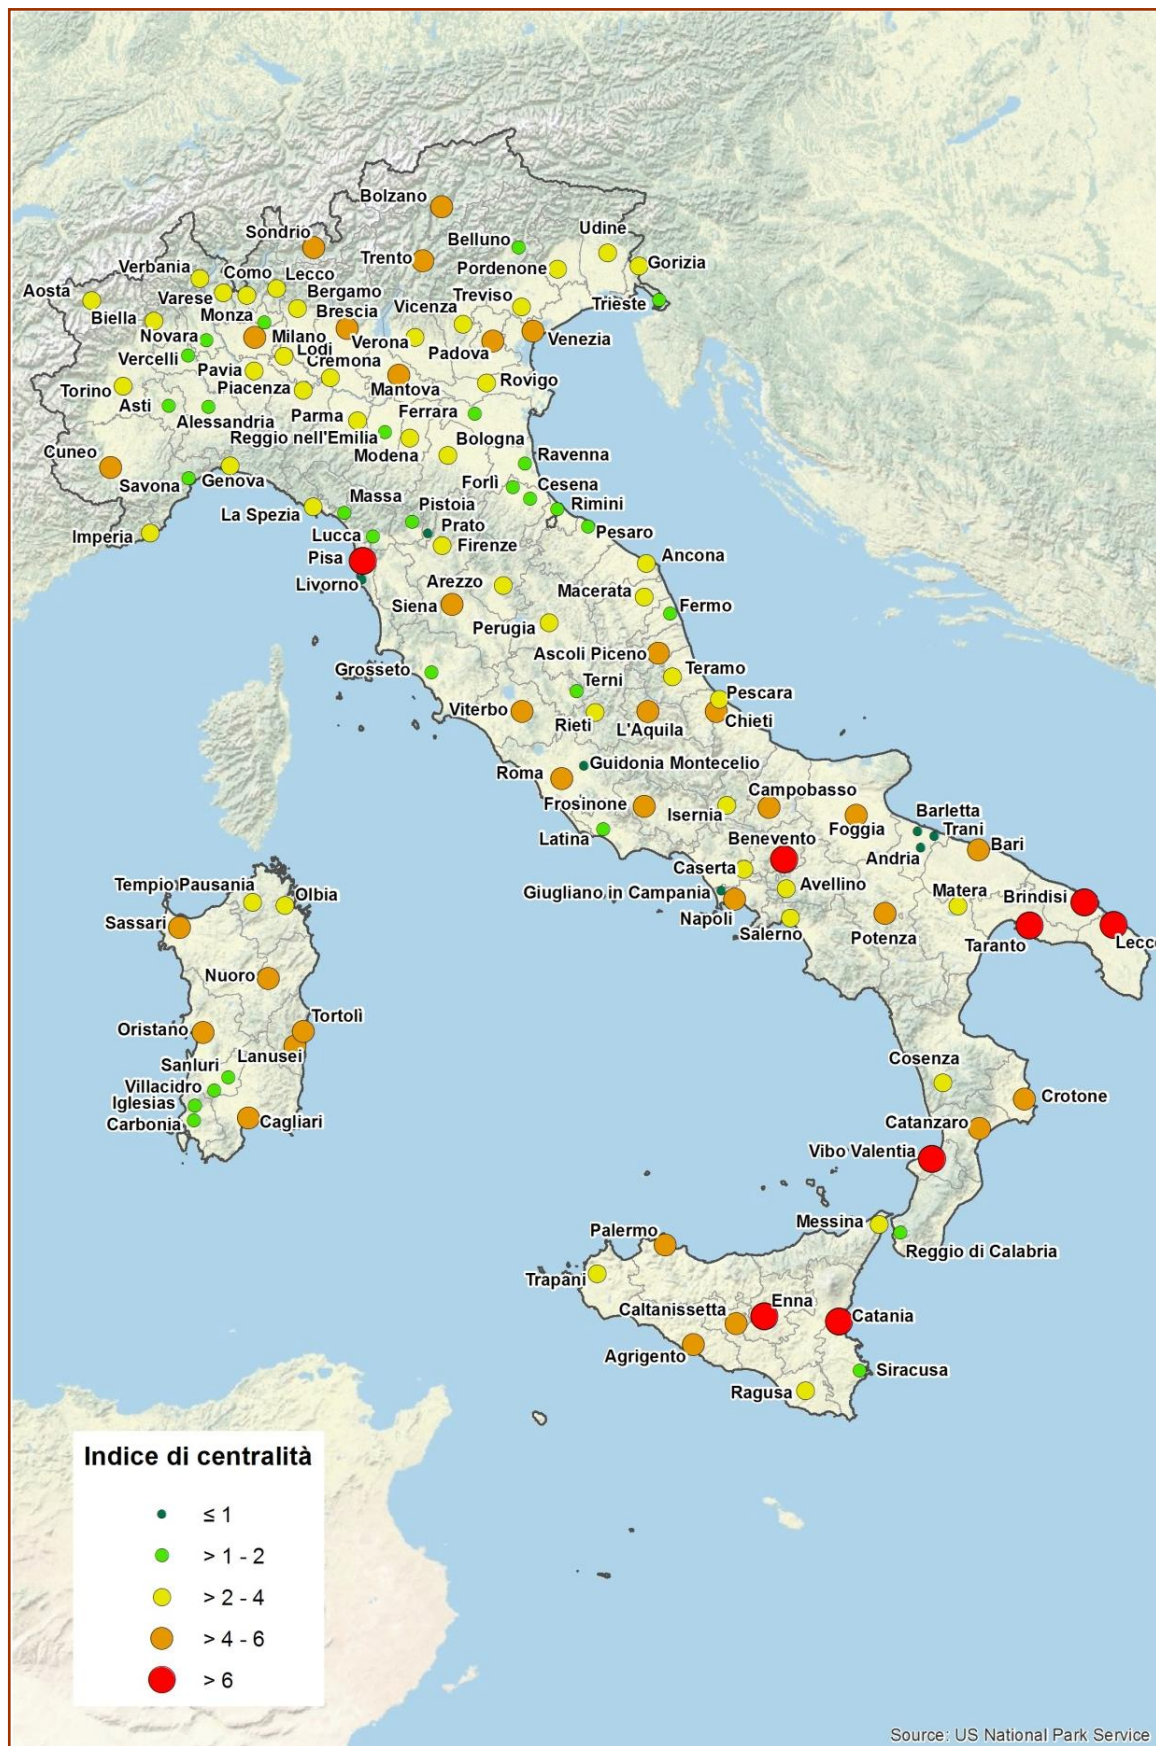 Bolzano
Sondrio
Belluno
Udine
Trento
Pordenone
Gorizia
Verbania
Como
Lecco
Aosta
Varese
Bergamo
Vicenza
Treviso
Trieste
Biella
Monza
Brescia
Novara
Milano
Verona
Venezia
Vercelli
Lodi
Padova
Cremona
Pavia
Torino
Piacenza
Mantova
Rovigo
Asti
Alessandria
Parma
Ferrara
Reggio nell'Emilia
Bologna
Cuneo
Modena
Savona
Genova
Ravenna
Forlì
Cesena
Massa
Pistoia
Rimini
La Spezia
Imperia
Prato
Pesaro
Lucca
Firenze
Pisa
Ancona
Livorno
Arezzo
Macerata
Siena
Fermo
Perugia
Ascoli Piceno
Grosseto
Teramo
Terni
Pescara
Viterbo
Rieti
L'Aquila
Chieti
Guidonia Montecelio
Roma
Campobasso
Frosinone
Isernia
Barletta
Foggia
Trani
Latina
Benevento
Bari
Andria
Caserta
Tempio Pausania
Avellino
Giugliano in Campania
Matera
Brindisi
Olbia
Sassari
Napoli
Salerno
Potenza
Taranto
Lecce
Nuoro
Tortolì
Oristano
Lanusei
Sanluri
Cosenza
Villacidro
Iglesias
Crotone
Carbonia
Cagliari
Catanzaro
Vibo Valentia
Messina
Palermo
Reggio di Calabria
Trapani
Enna
Caltanissetta
Catania
Agrigento
Siracusa
Ragusa
Indice di centralità
≤ 1
> 1 - 2
> 2 - 4
> 4 - 6
> 6
Source: US National Park Service